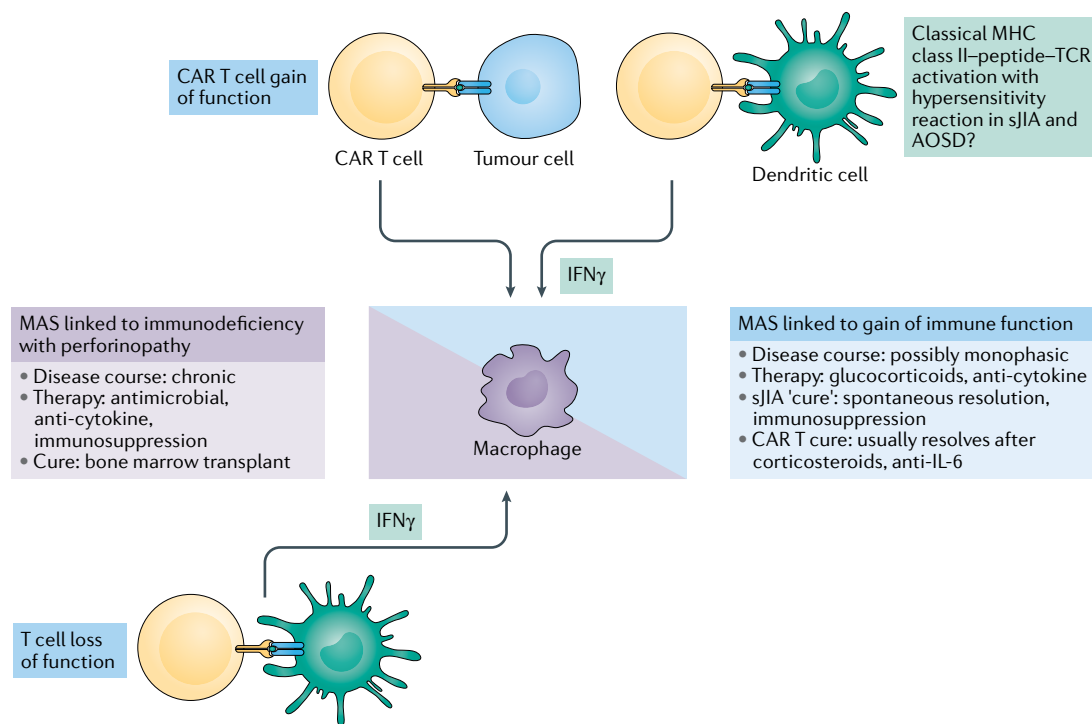 CAR T cell gain
of function
CAR T cell
Tumour cell
Dendritic cell
Classical MHC
class II–peptide–TCR
activation with
hypersensitivity
reaction in sJIA and
AOSD?
IFNγ
MAS linked to immunodeficiency
with perforinopathy
• Disease course: chronic
• Therapy: antimicrobial,
anti-cytokine,
immunosuppression
• Cure: bone marrow transplant
Macrophage
MAS linked to gain of immune function
• Disease course: possibly monophasic
• Therapy: glucocorticoids, anti-cytokine
• sJIA 'cure': spontaneous resolution,
immunosuppression
• CAR T cure: usually resolves after
corticosteroids, anti-IL-6
IFNγ
T cell loss
of function